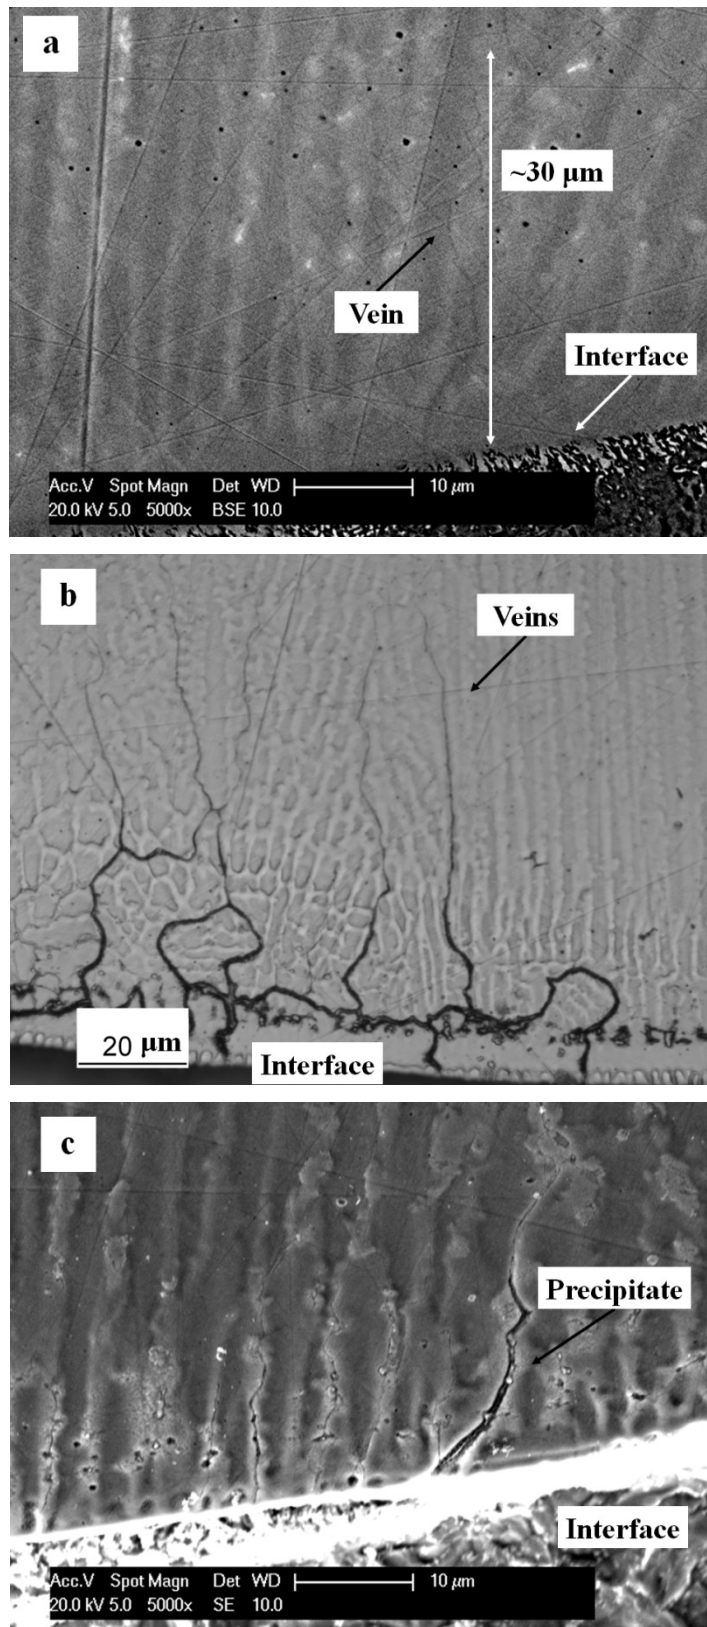 a
~30 µm
Vein
Interface
Acc.V Spot Magn Det WD 10 µm
20.0 kV 5.0 5000x BSE 10.0
b
Veins
20 µm
Interface
c
Precipitate
Interface
Acc.V Spot Magn Det WD 10 µm
20.0 kV 5.0 5000x SE 10.0